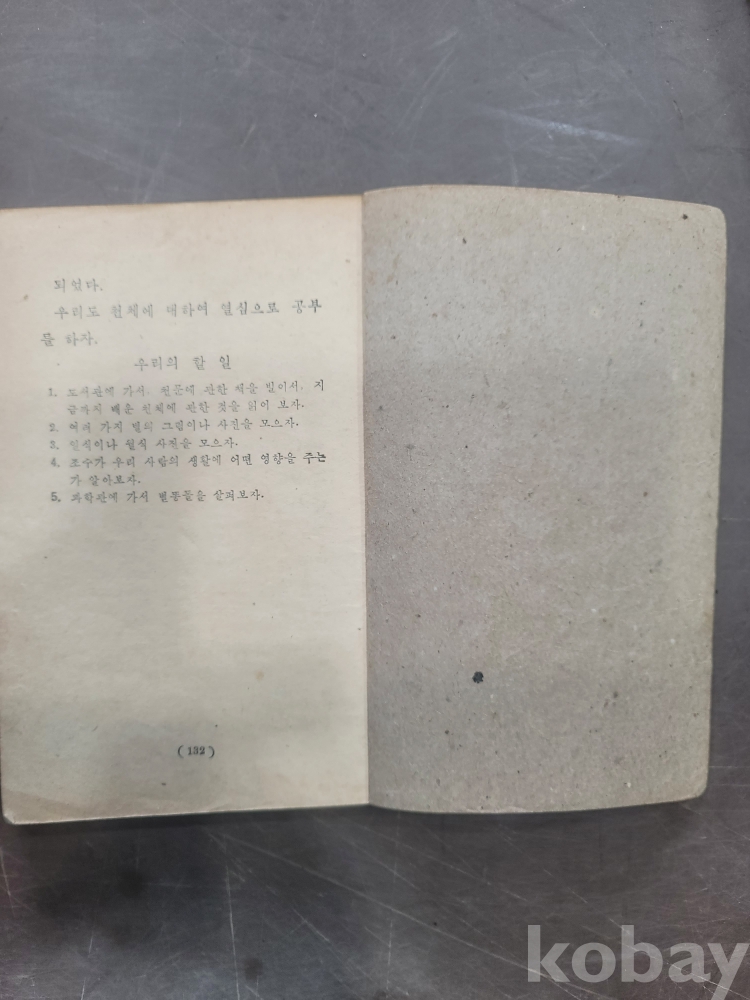 되었다.
우리도 천체에 대하여 열심으로 공부
를 하자.
우리의 할 일
1. 도서관에 가서, 천문에 관한 책을 빌어서, 지
금까지 배운 천체에 관한 것을 읽어 보자.
2. 여러 가지 별의 그림이나 사진을 모으자.
3. 일식이나 월식 사진을 모으자.
4. 조수가 우리 사람의 생활에 어떤 영향을 주는
가 알아보자.
5. 과학관에 가서 별똥돌을 살펴보자.
(132)
kobay